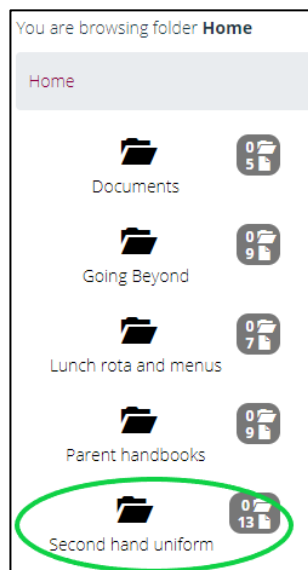 You are browsing folder Home
Home
0
5
Documents
0
9
Going Beyond
0
7
Lunch rota and menus
0
9
Parent handbooks
0
13
Second hand uniform